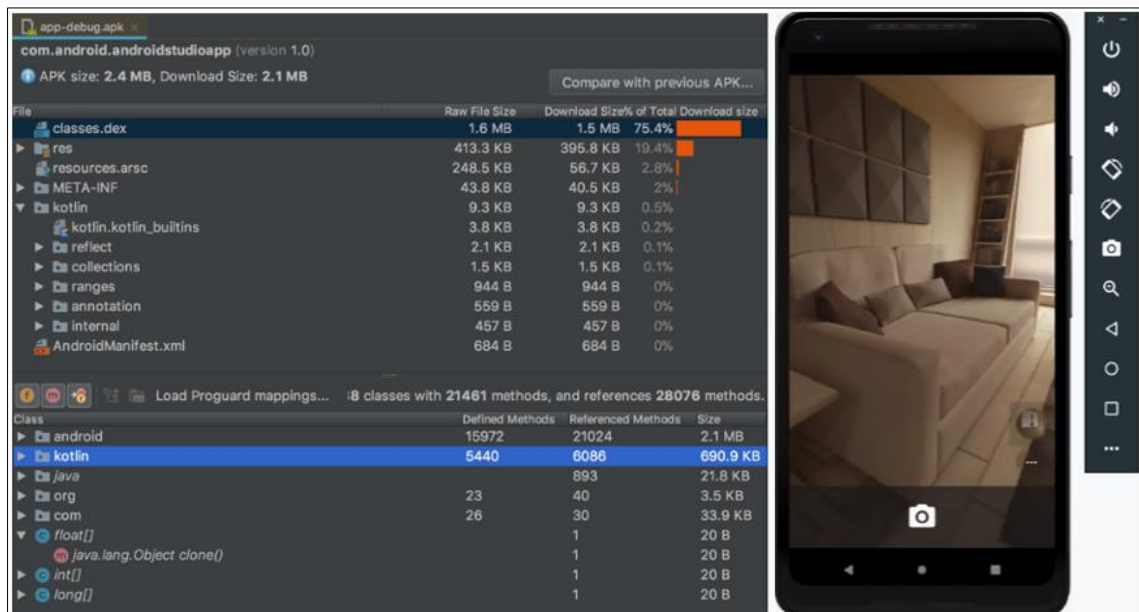 app-debug.apk
com.android.androidstudioapp (version 1.0)
APK size: 2.4 MB, Download Size: 2.1 MB
Compare with previous APK...
File Raw File Size Download Size% of Total Download size
classes.dex 1.6 MB 1.5 MB 75.4%
res 413.3 KB 395.8 KB 19.4%
resources.arsc 248.5 KB 56.7 KB 2.8%
META-INF 43.8 KB 40.5 KB 2%
kotlin 9.3 KB 9.3 KB 0.5%
kotlin.kotlin_builtins 3.8 KB 3.8 KB 0.2%
reflect 2.1 KB 2.1 KB 0.1%
collections 1.5 KB 1.5 KB 0.1%
ranges 944 B 944 B 0%
annotation 559 B 559 B 0%
internal 457 B 457 B 0%
AndroidManifest.xml 684 B 684 B 0%
Load Proguard mappings... 8 classes with 21461 methods, and references 28076 methods.
Class Defined Methods Referenced Methods Size
android 15972 21024 2.1 MB
kotlin 5440 6086 690.9 KB
java 893 21.8 KB
org 23 40 3.5 KB
com 26 30 33.9 KB
float[] 1 20 B
java.lang.Object clone() 1 20 B
int[] 1 20 B
long[] 1 20 B